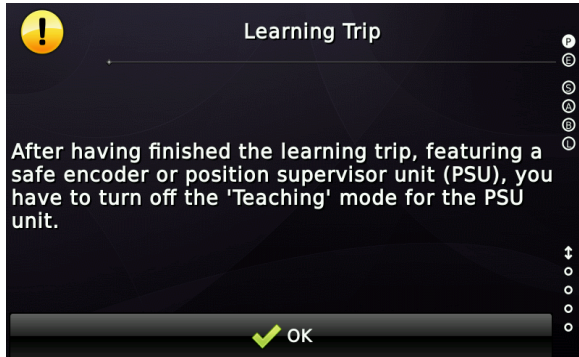 Learning Trip
P
E
S
A
B
L
After having finished the learning trip, featuring a
safe encoder or position supervisor unit (PSU), you
have to turn off the 'Teaching' mode for the PSU
unit.
OK